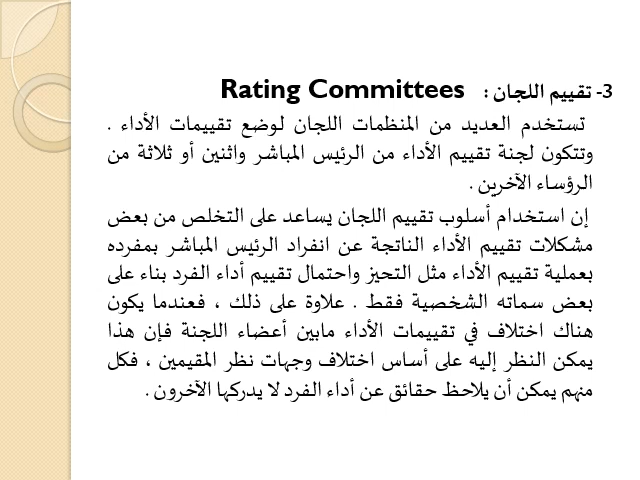 3- تقييم اللجان : Rating Committees
تستخدم العديد من المنظمات اللجان لوضع تقييمات الأداء .
وتتكون لجنة تقييم الأداء من الرئيس المباشر واثنين أو ثلاثة من
الرؤساء الآخرين .
إن استخدام أسلوب تقييم اللجان يساعد على التخلص من بعض
مشكلات تقييم الأداء الناتجة عن انفراد الرئيس المباشر بمفرده
بعملية تقييم الأداء مثل التحيز واحتمال تقييم أداء الفرد بناء على
بعض سماته الشخصية فقط . علاوة على ذلك ، فعندما يكون
هناك اختلاف في تقييمات الأداء مابين أعضاء اللجنة فإن هذا
يمكن النظر إليه على أساس اختلاف وجهات نظر المقيمين ، فكل
منهم يمكن أن يلاحظ حقائق عن أداء الفرد لا يدركها الآخرون .